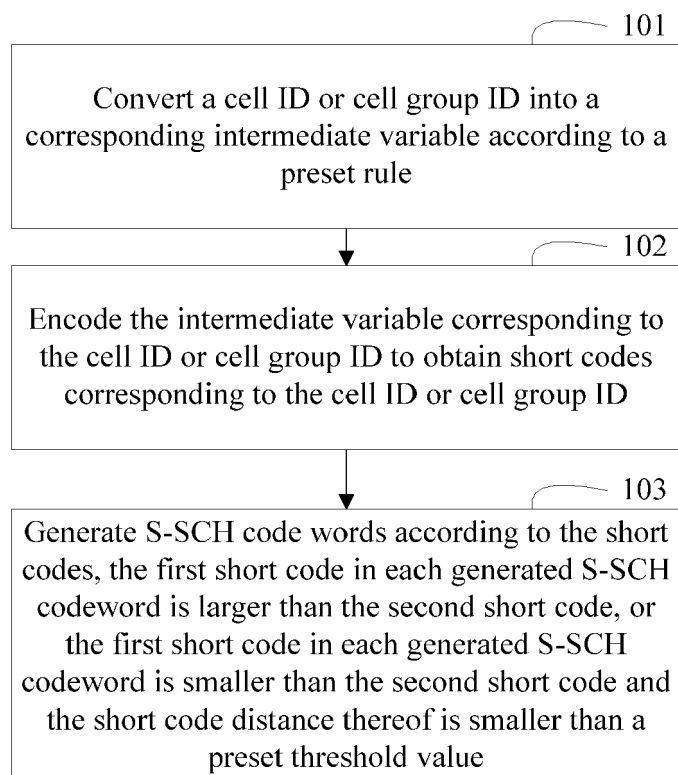 101
Convert a cell ID or cell group ID into a
corresponding intermediate variable according to a
preset rule
102
Encode the intermediate variable corresponding to
the cell ID or cell group ID to obtain short codes
corresponding to the cell ID or cell group ID
103
Generate S-SCH code words according to the short
codes, the first short code in each generated S-SCH
codeword is larger than the second short code, or
the first short code in each generated S-SCH
codeword is smaller than the second short code and
the short code distance thereof is smaller than a
preset threshold value